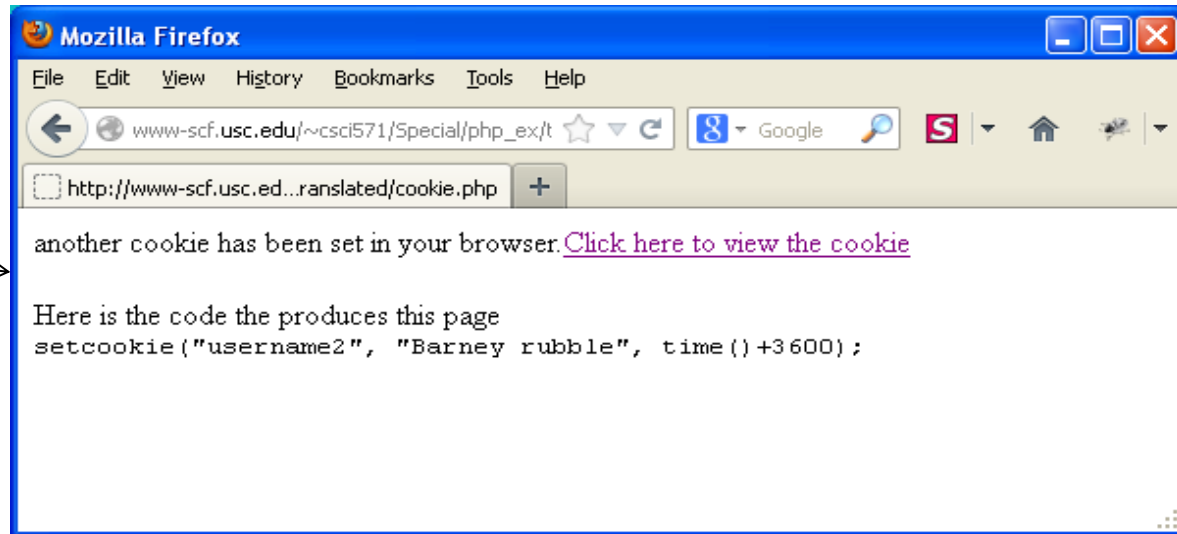 Mozilla Firefox
File Edit View History Bookmarks Tools Help
www-scf.usc.edu/~csci571/Special/php_ex/t 8 Google S
http://www-scf.usc.ed...ranslated/cookie.php +
another cookie has been set in your browser.Click here to view the cookie
Here is the code the produces this page
setcookie("username2", "Barney rubble", time()+3600);